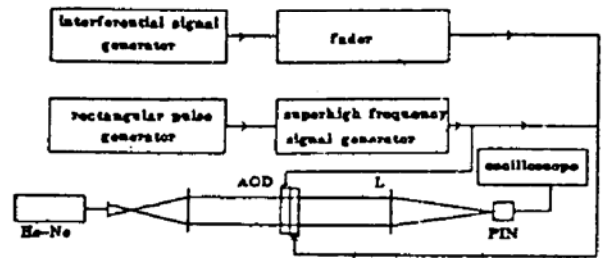 interferential signal
generator
fader
rectangular pulse
generator
superhigh frequency
signal generator
oscilloscope
AOD
L
He-Ne
PIN